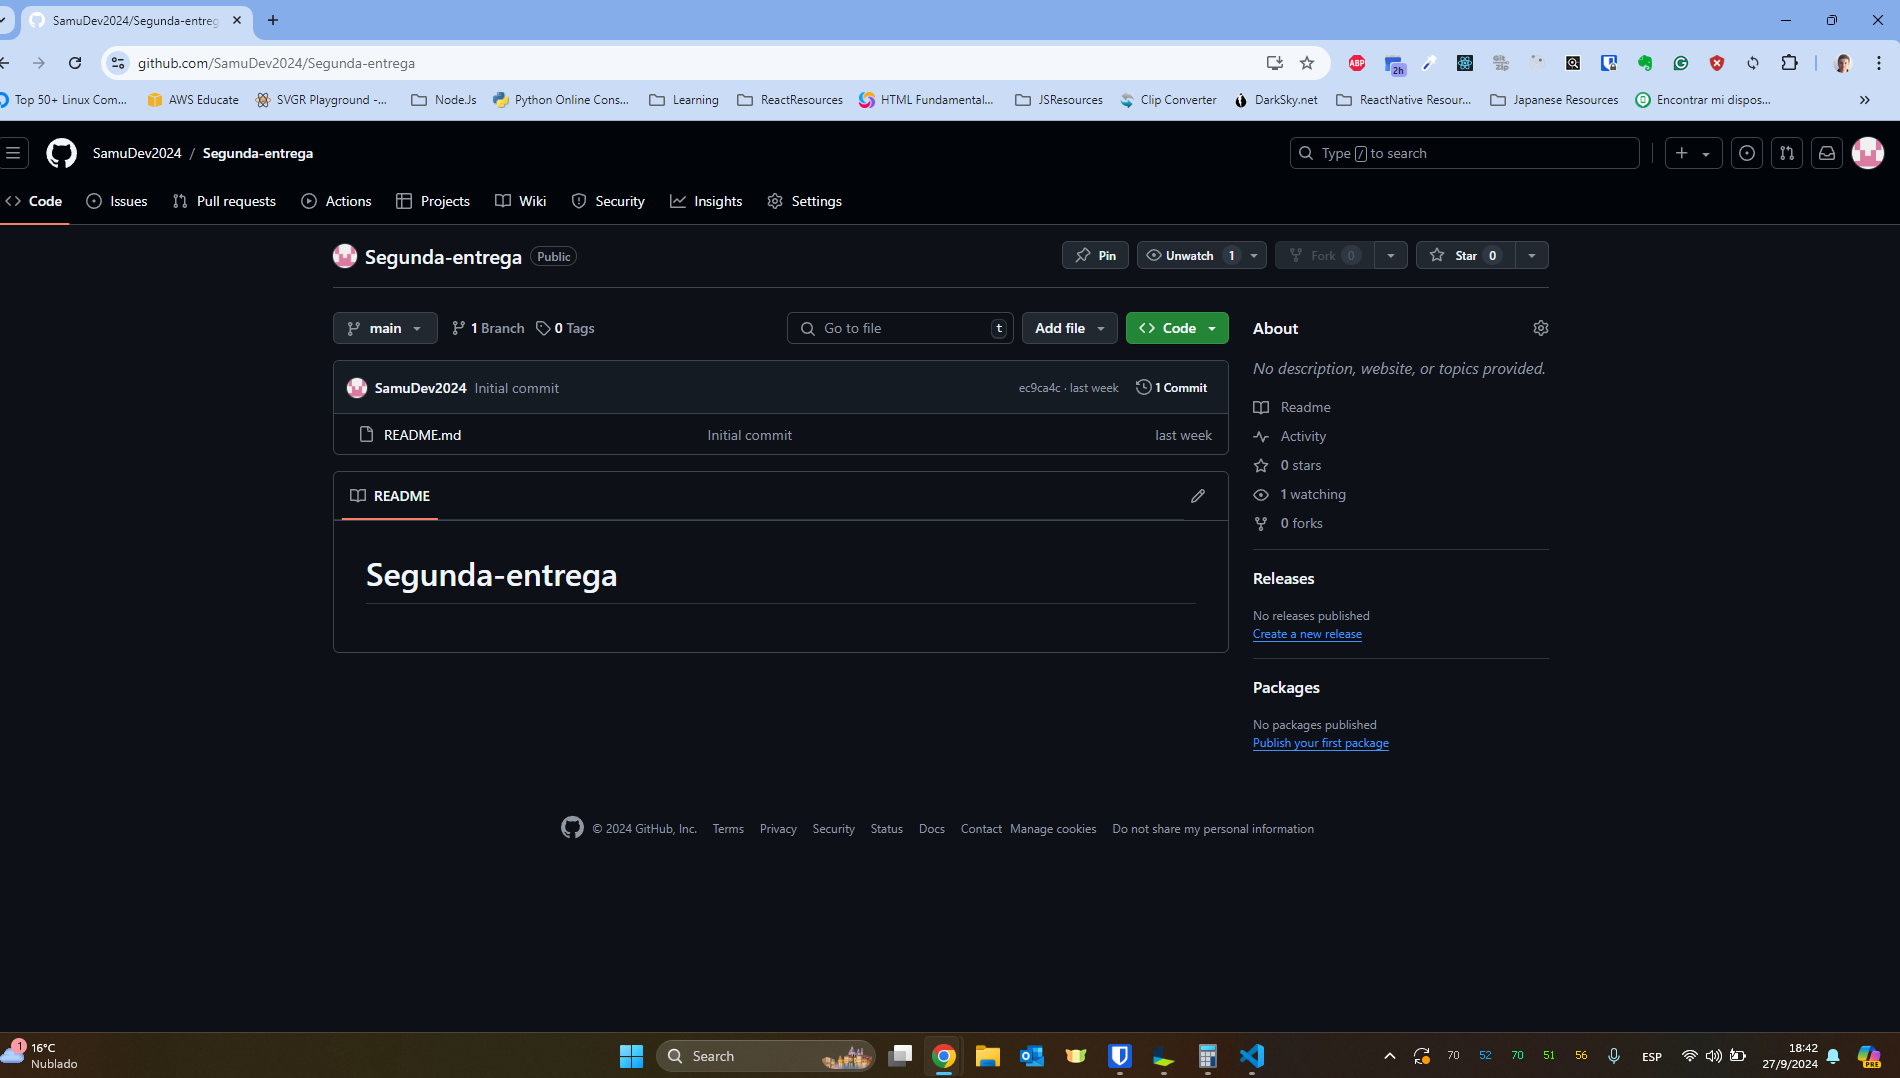 SamuDev2024/Segunda-entreg
github.com/SamuDev2024/Segunda-entrega
ABP
2h
Git zip
Top 50+ Linux Com...
AWS Educate
SVGR Playground -...
Node.Js
Python Online Cons...
Learning
ReactResources
HTML Fundamental...
JSResources
Clip Converter
DarkSky.net
ReactNative Resour...
Japanese Resources
Encontrar mi dispos...
SamuDev2024 / Segunda-entrega
Type / to search
Code
Issues
Pull requests
Actions
Projects
Wiki
Security
Insights
Settings
Segunda-entrega Public
Pin
Unwatch 1
Fork 0
Star 0
main
1 Branch
0 Tags
Go to file t
Add file
Code
SamuDev2024 Initial commit
ec9ca4c · last week
1 Commit
README.md
Initial commit
last week
README
Segunda-entrega
About
No description, website, or topics provided.
Readme
Activity
0 stars
1 watching
0 forks
Releases
No releases published
Create a new release
Packages
No packages published
Publish your first package
© 2024 GitHub, Inc.
Terms
Privacy
Security
Status
Docs
Contact
Manage cookies
Do not share my personal information
1
16°C
Nublado
Search
70
52
70
51
56
ESP
18:42
27/9/2024
PRE